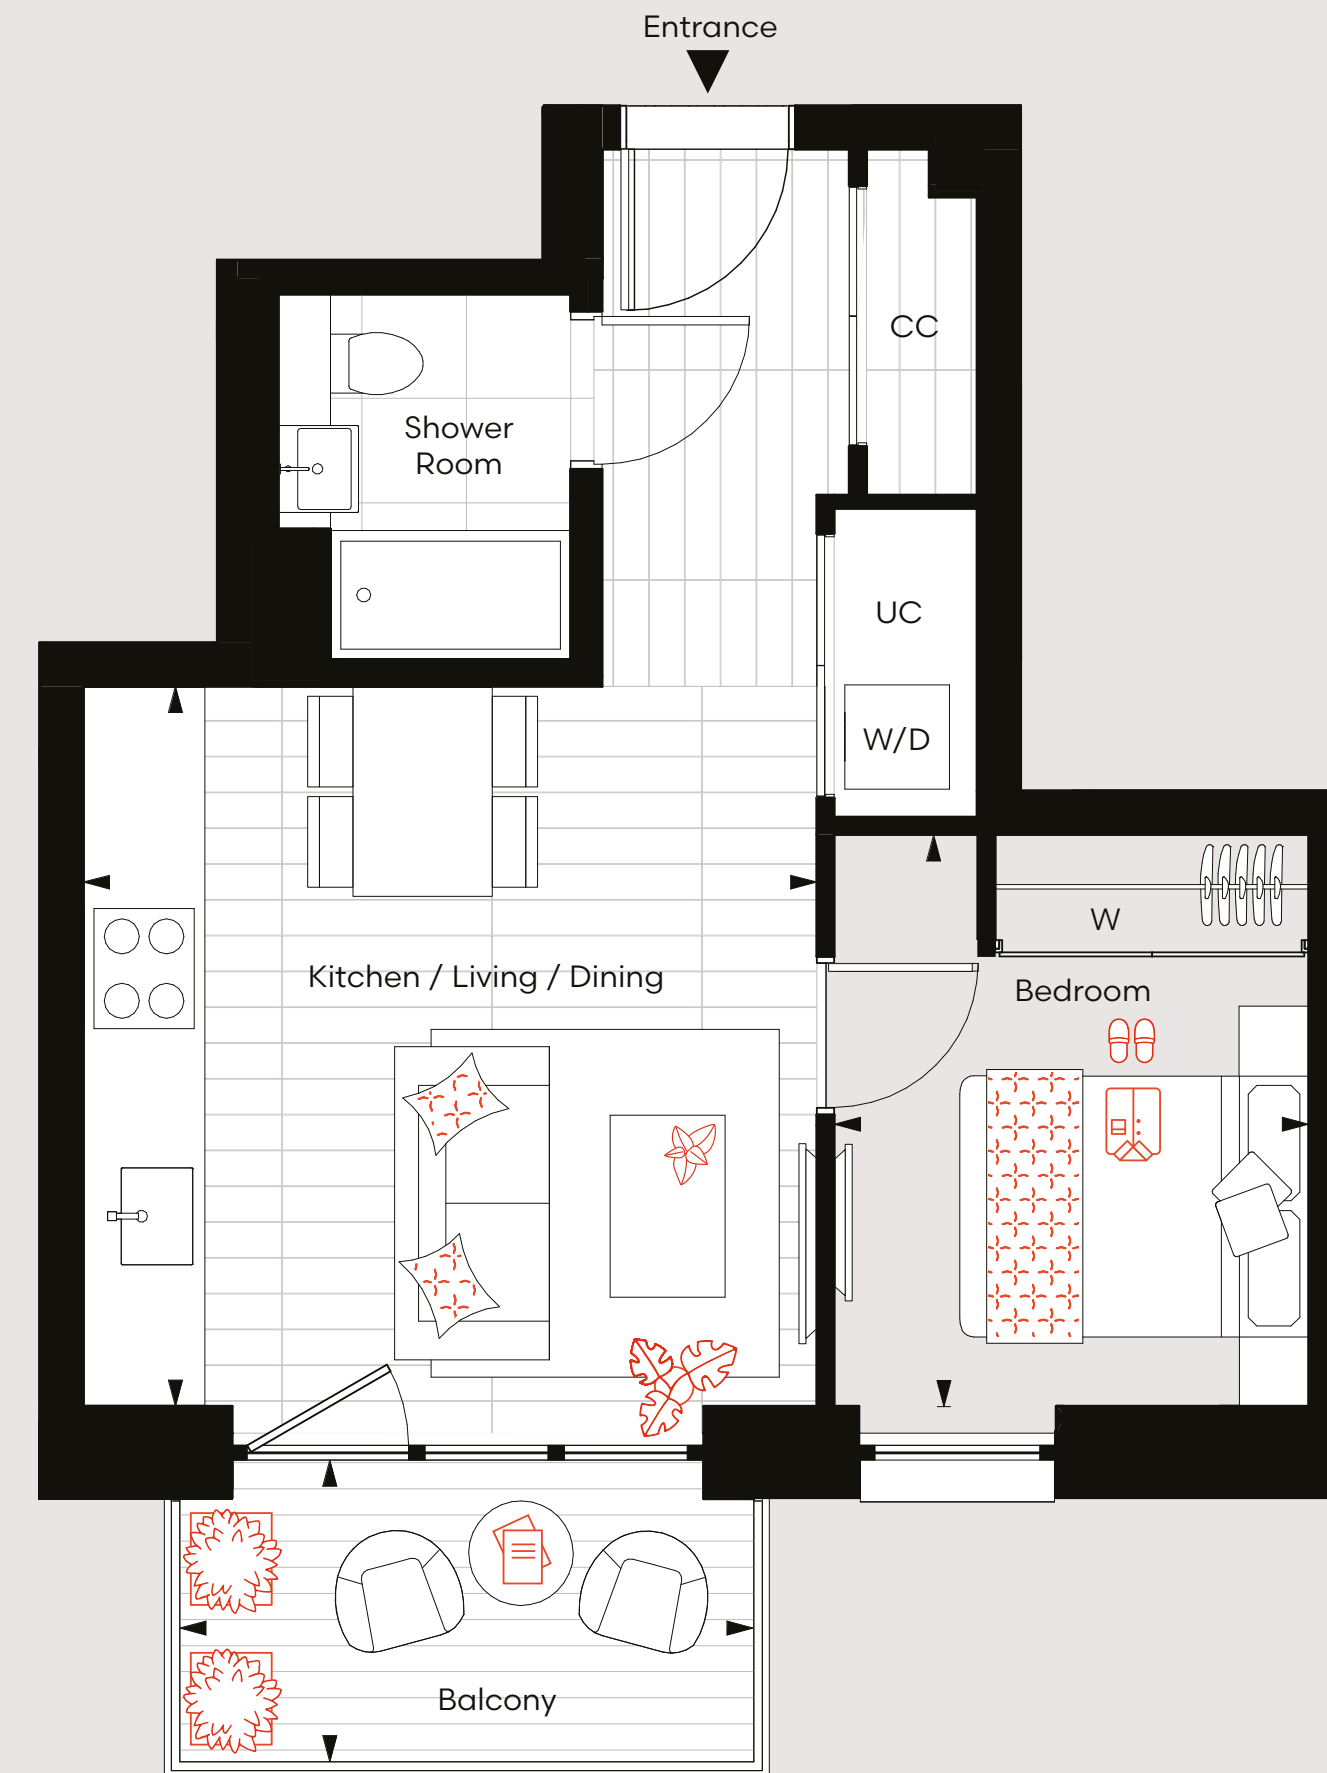 Entrance
CC
Shower
Room
UC
W/D
W
Kitchen / Living / Dining
Bedroom
Balcony